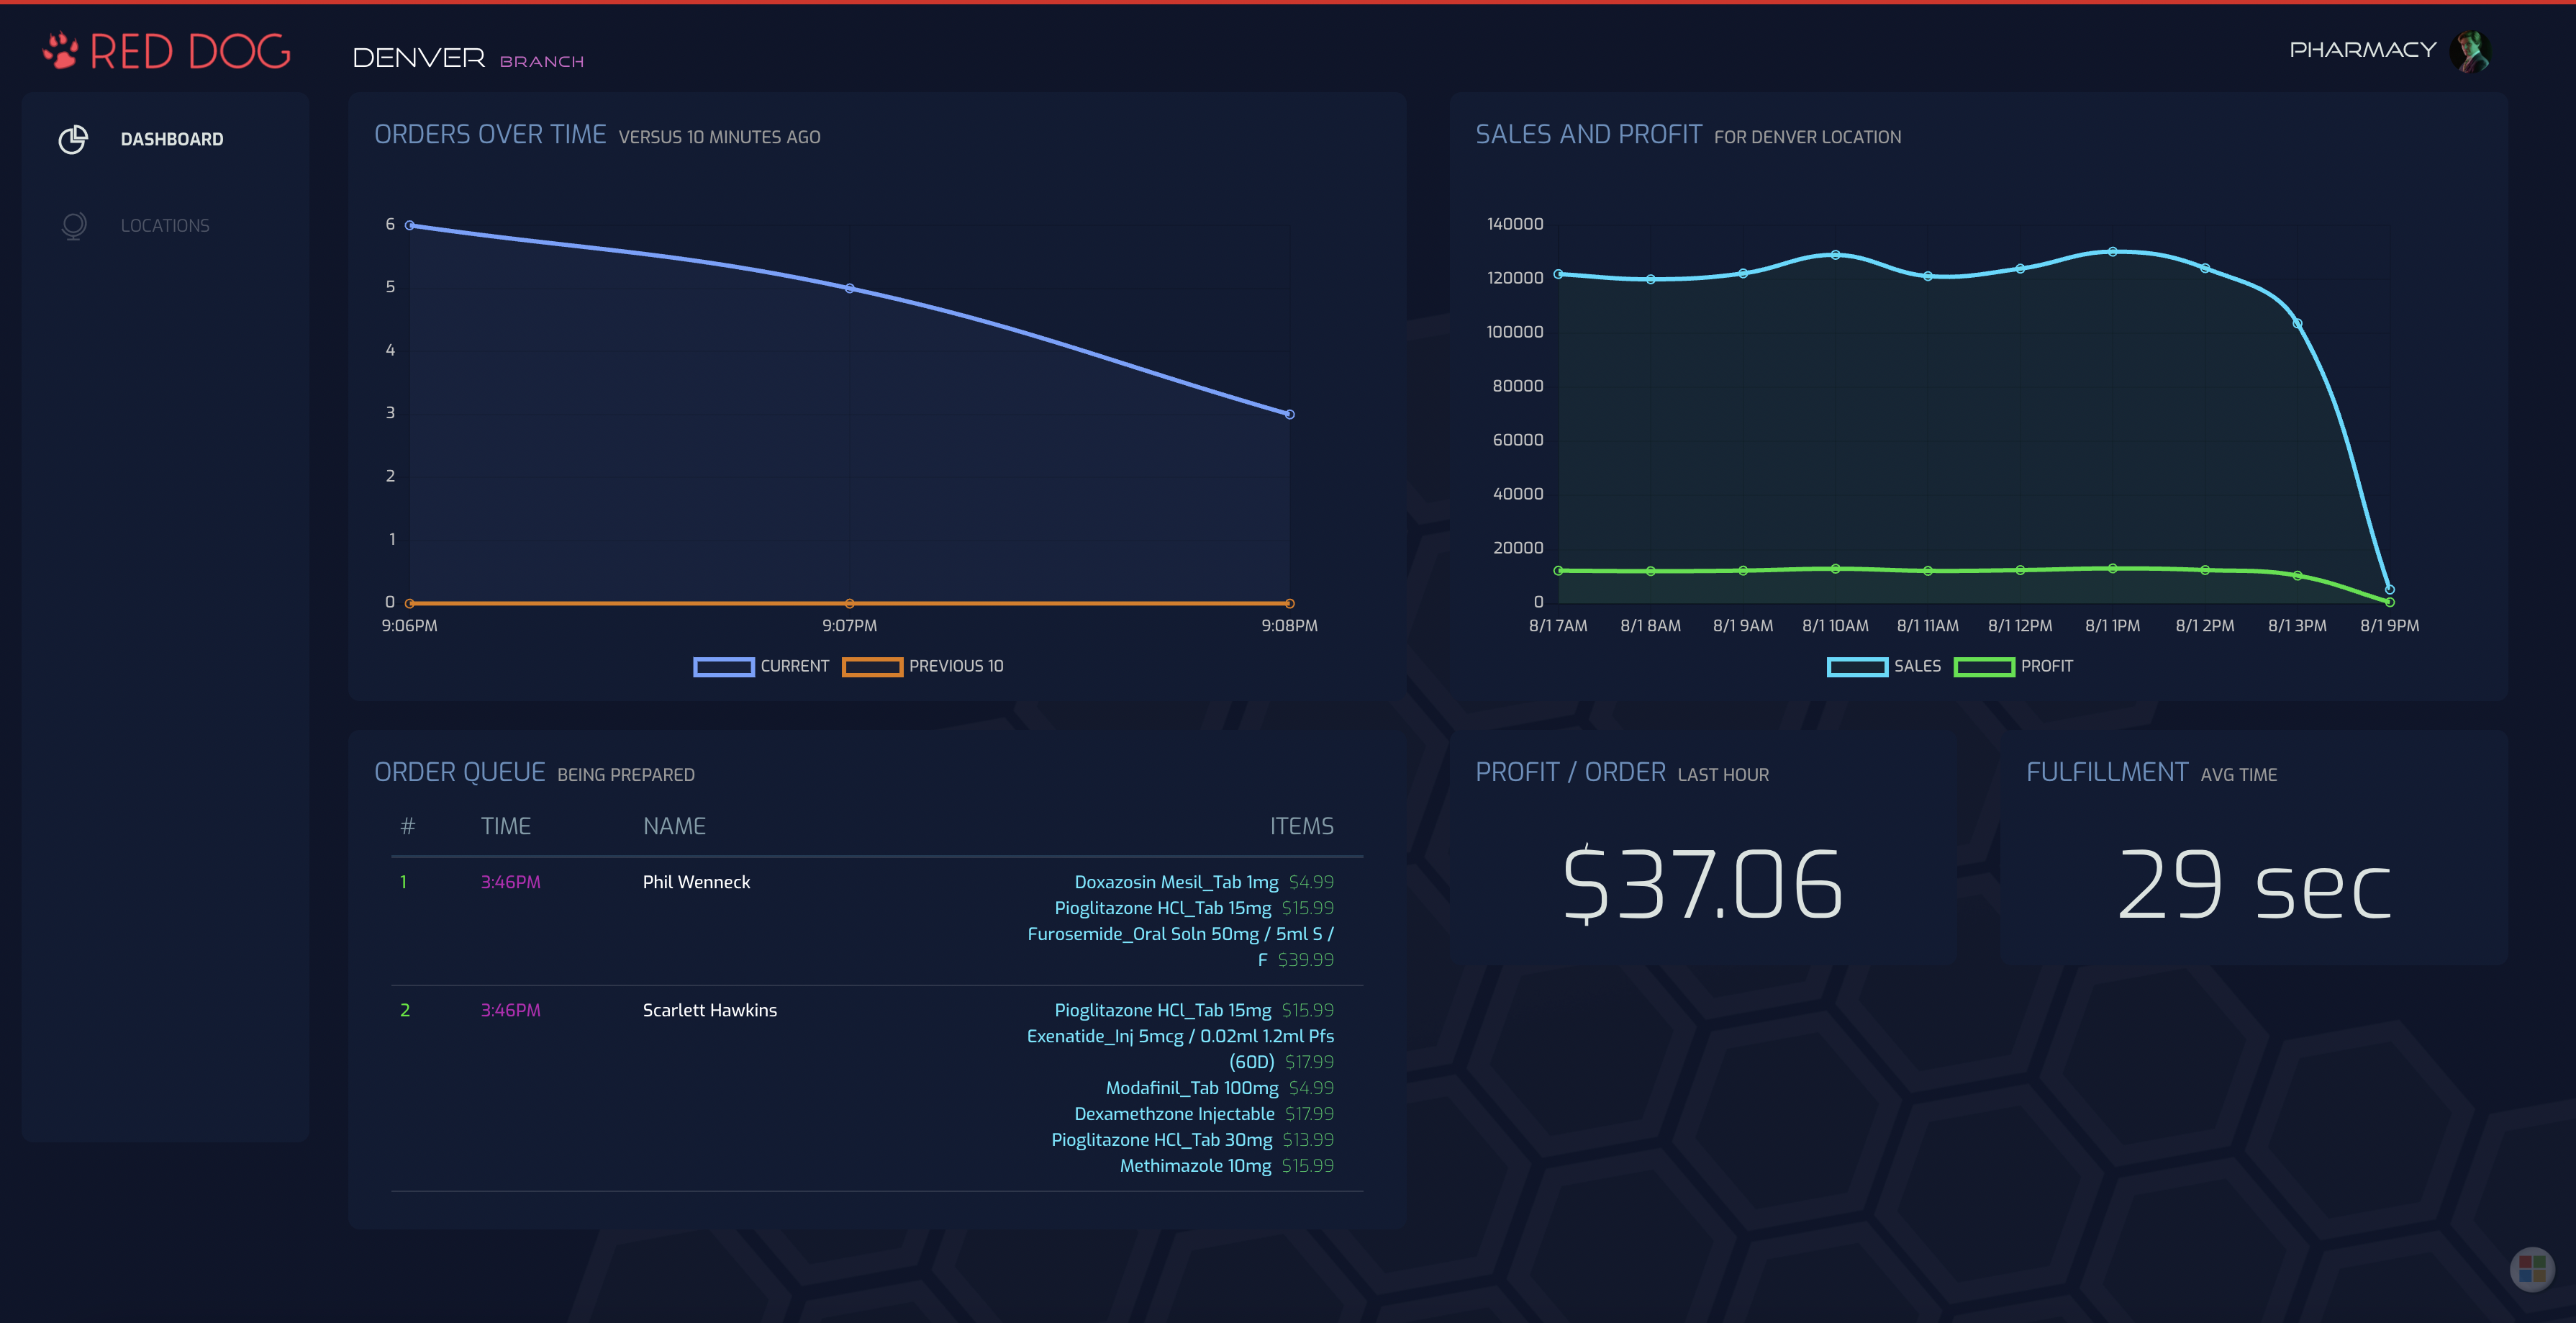 RED DOG
DENVER BRANCH
PHARMACY
DASHBOARD
LOCATIONS
ORDERS OVER TIME VERSUS 10 MINUTES AGO
6
5
4
3
2
1
0
9:06PM 9:07PM 9:08PM
CURRENT PREVIOUS 10
SALES AND PROFIT FOR DENVER LOCATION
140000
120000
100000
80000
60000
40000
20000
0
8/1 7AM 8/1 8AM 8/1 9AM 8/1 10AM 8/1 11AM 8/1 12PM 8/1 1PM 8/1 2PM 8/1 3PM 8/1 9PM
SALES PROFIT
ORDER QUEUE BEING PREPARED
# TIME NAME ITEMS
1 3:46PM Phil Wenneck Doxazosin Mesil_Tab 1mg $4.99
Pioglitazone HCl_Tab 15mg $15.99
Furosemide_Oral Soln 50mg / 5ml S /
F $39.99
2 3:46PM Scarlett Hawkins Pioglitazone HCl_Tab 15mg $15.99
Exenatide_Inj 5mcg / 0.02ml 1.2ml Pfs
(60D) $17.99
Modafinil_Tab 100mg $4.99
Dexamethzone Injectable $17.99
Pioglitazone HCl_Tab 30mg $13.99
Methimazole 10mg $15.99
PROFIT / ORDER LAST HOUR
$37.06
FULFILLMENT AVG TIME
29 sec